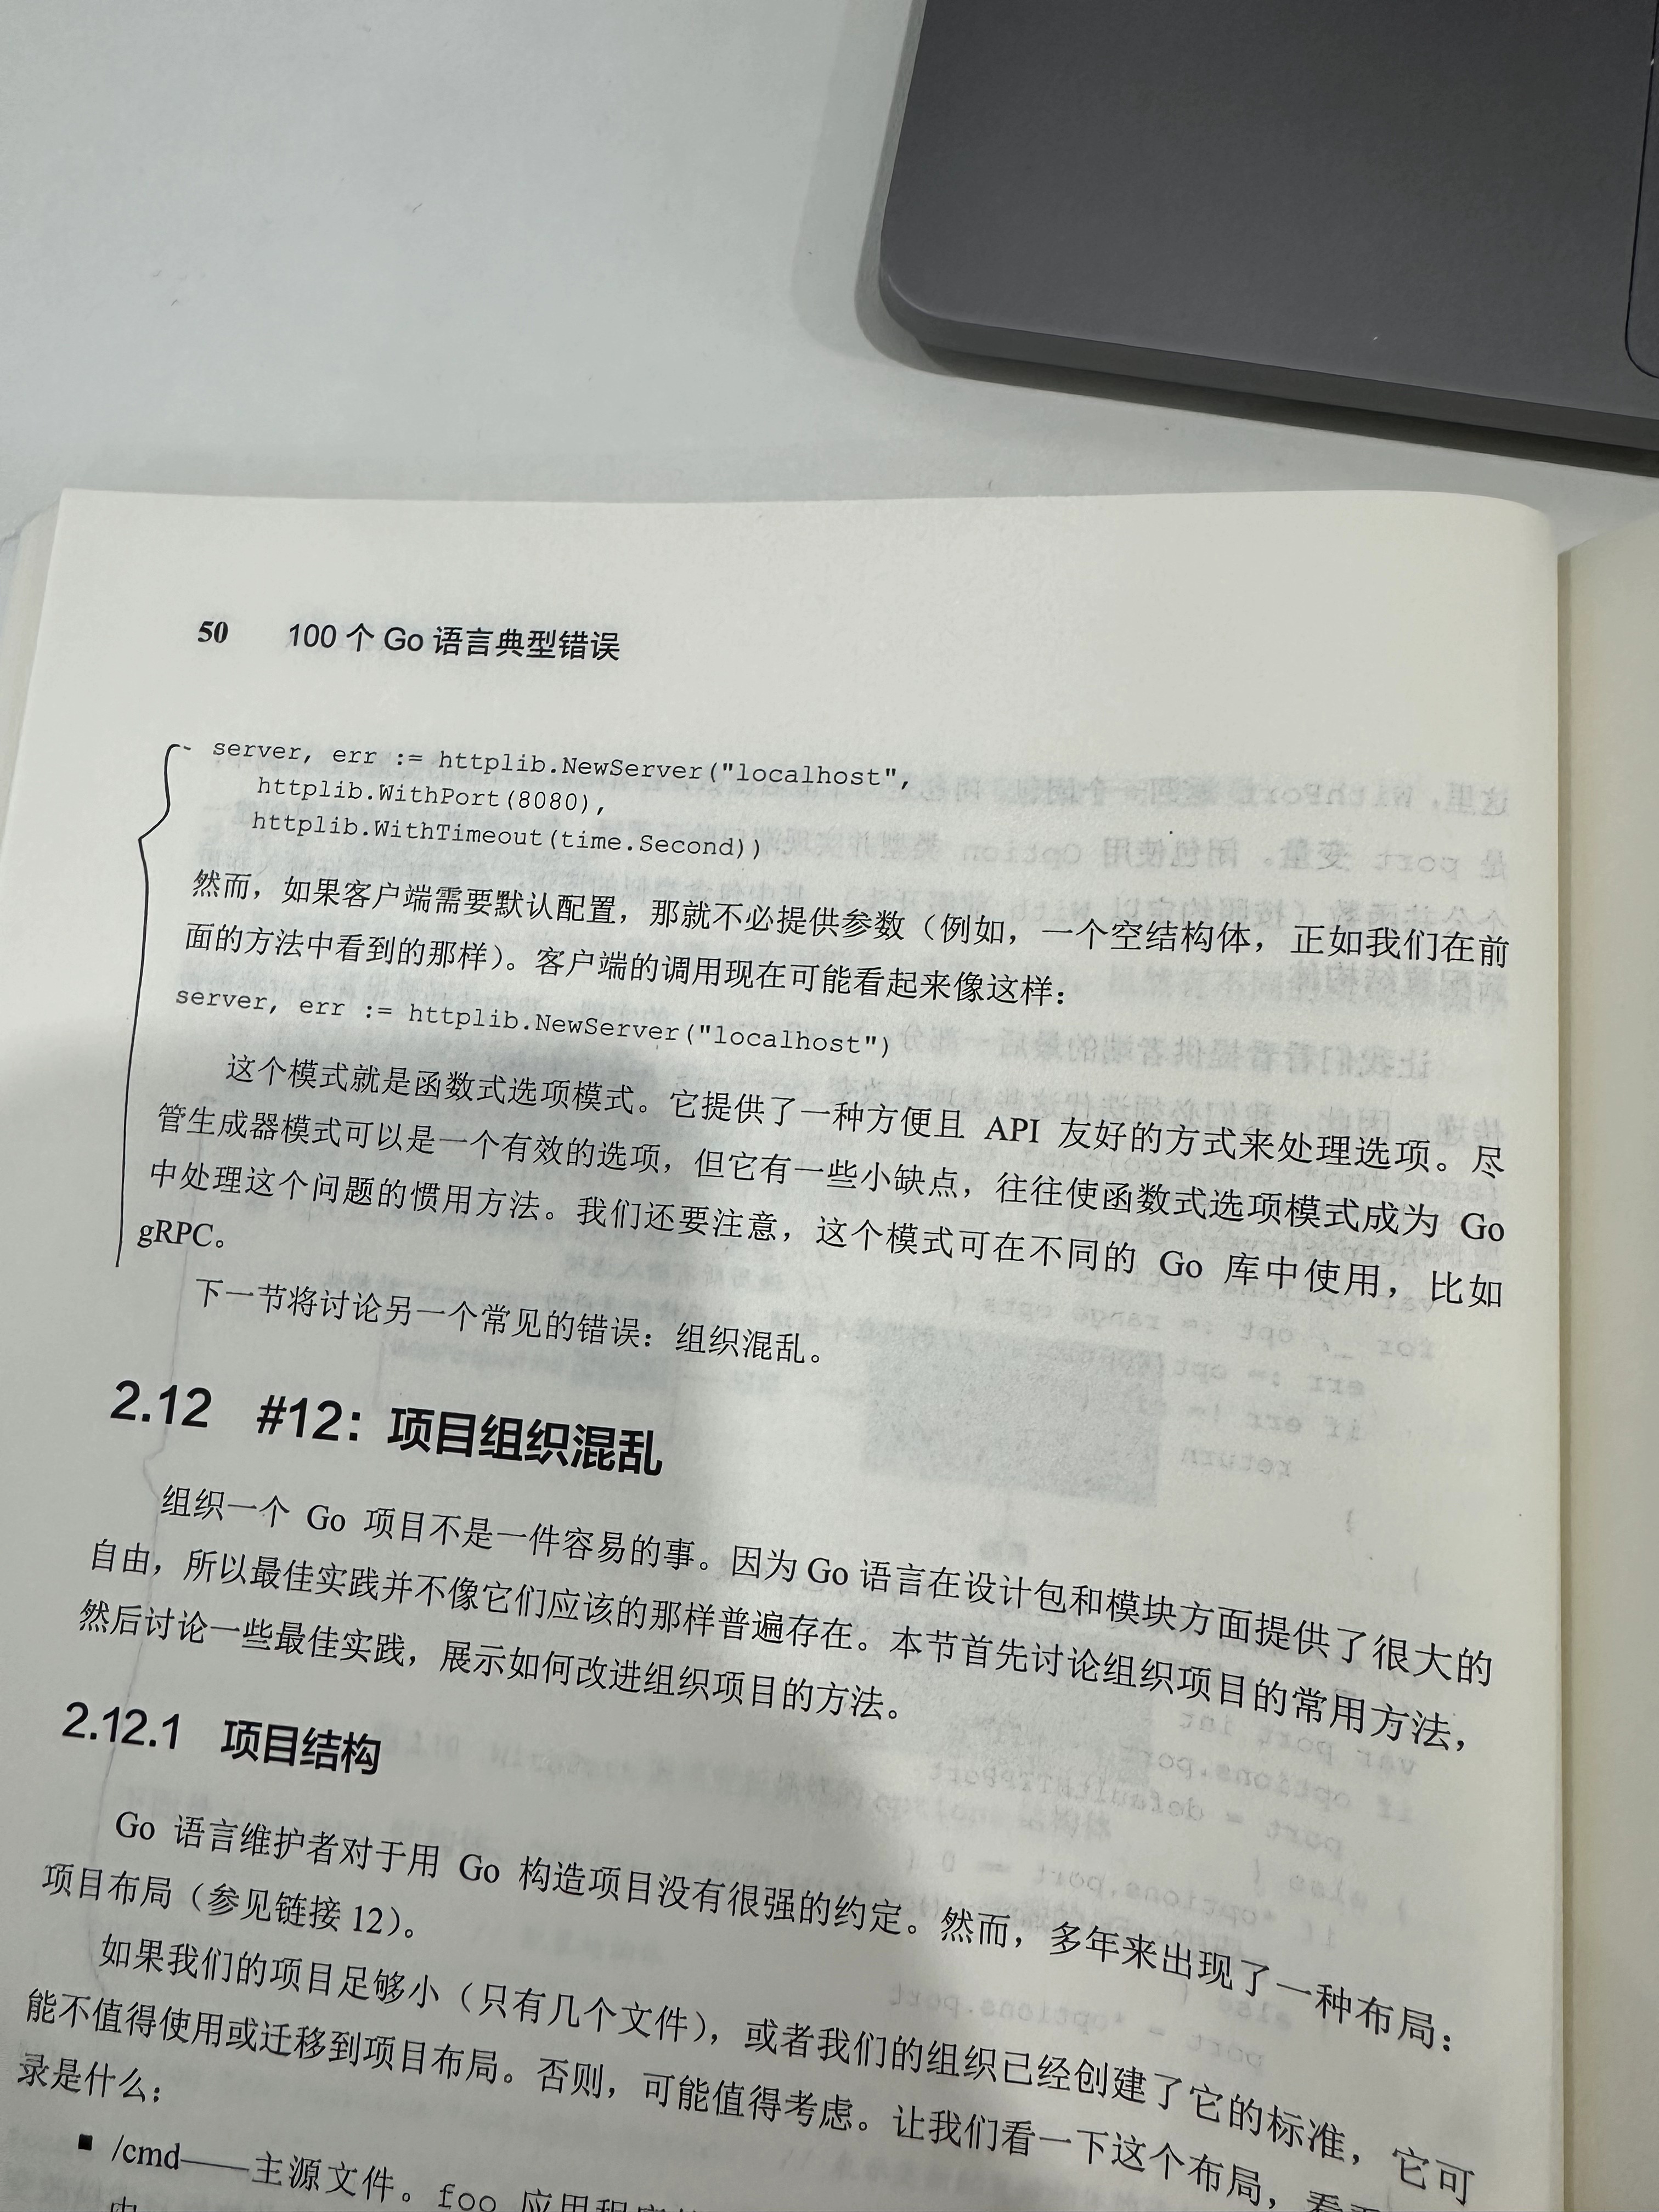 50 100个Go语言典型错误
server, err := httplib.NewServer("localhost",
httplib.WithPort(8080),
httplib.WithTimeout(time.Second))
然而，如果客户端需要默认配置，那就不必提供参数（例如，一个空结构体，正如我们在前
面的方法中看到的那样）。客户端的调用现在可能看起来像这样：
server, err := httplib.NewServer("localhost")
这个模式就是函数式选项模式。它提供了一种方便且 API 友好的方式来处理选项。尽
管生成器模式可以是一个有效的选项，但它有一些小缺点，往往使函数式选项模式成为 Go
中处理这个问题的惯用方法。我们还要注意，这个模式可在不同的 Go 库中使用，比如
gRPC。
下一节将讨论另一个常见的错误：组织混乱。
2.12 #12：项目组织混乱
组织一个 Go 项目不是一件容易的事。因为 Go 语言在设计包和模块方面提供了很大的
自由，所以最佳实践并不像它们应该的那样普遍存在。本节首先讨论组织项目的常用方法，
然后讨论一些最佳实践，展示如何改进组织项目的方法。
2.12.1 项目结构
Go 语言维护者对于用 Go 构造项目没有很强的约定。然而，多年来出现了一种布局：
项目布局（参见链接 12）。
如果我们的项目足够小（只有几个文件），或者我们的组织已经创建了它的标准，它可
能不值得使用或迁移到项目布局。否则，可能值得考虑。让我们看一下这个布局，看
录是什么：
■ /cmd——主源文件。foo 应用程序